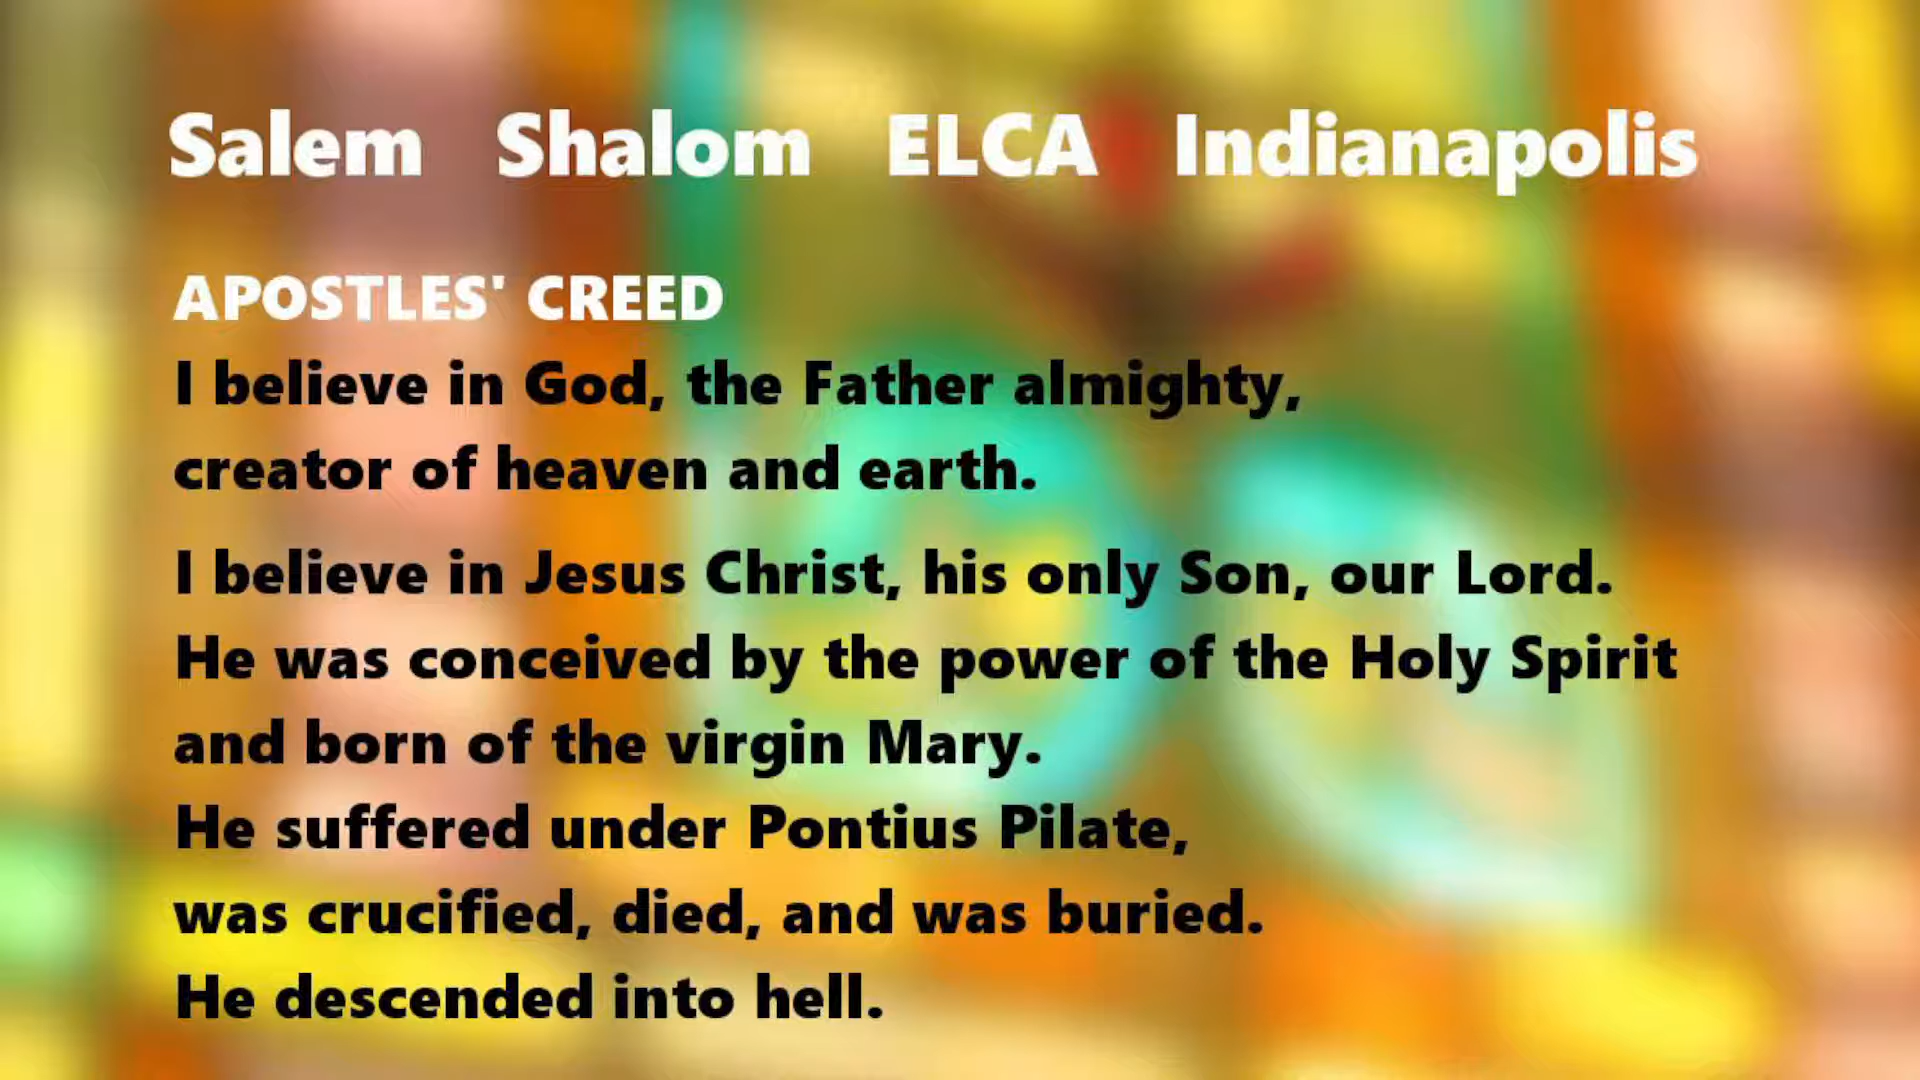 Salem Shalom ELCA Indianapolis
APOSTLES' CREED
I believe in God, the Father almighty,
creator of heaven and earth.
I believe in Jesus Christ, his only Son, our Lord.
He was conceived by the power of the Holy Spirit
and born of the virgin Mary.
He suffered under Pontius Pilate,
was crucified, died, and was buried.
He descended into hell.